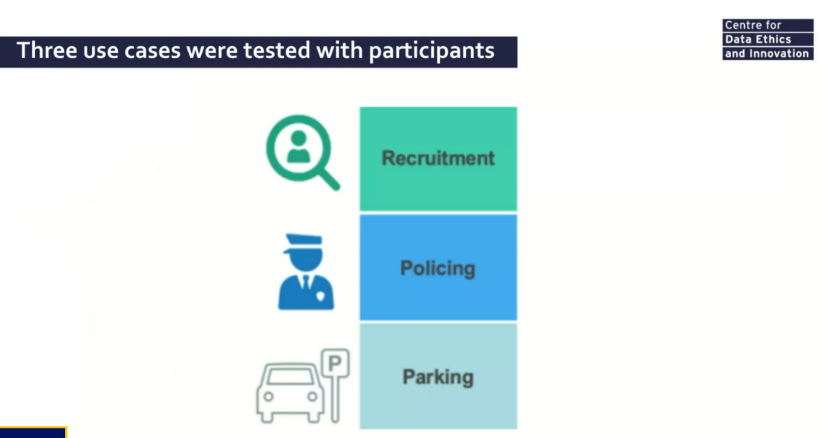 Three use cases were tested with participants
Centre for
Data Ethics
and Innovation
Recruitment
Policing
P
Parking